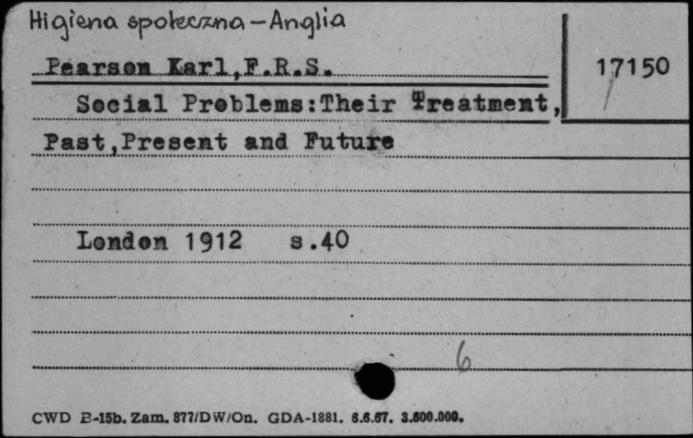 Higiena społeczna – Anglia
Pearson Karl,F.R.S.
17150
Social Problems:Their Treatment,
Past,Present and Future
London 1912 s.40
6
CWD B-15b. Zam. 877/DW/On. GDA-1881. 6.6.67. 3.600.000.